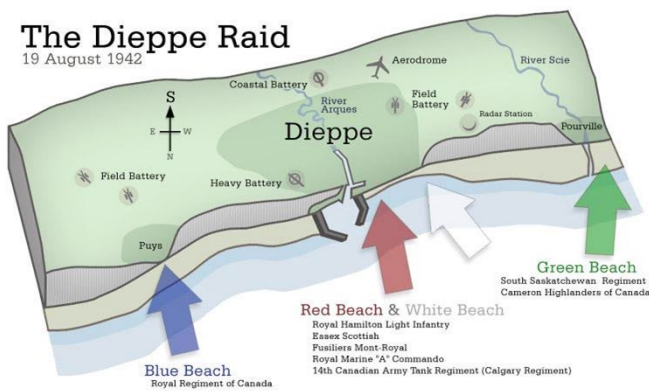 The Dieppe Raid
19 August 1942
Aerodrome
River Scie
Coastal Battery
River
Arques
Field
Battery
Radar Station
S
E W
N
Dieppe
Pourville
Field Battery
Heavy Battery
Puys
Green Beach
South Saskatchewan Regiment
Cameron Highlanders of Canada
Red Beach & White Beach
Royal Hamilton Light Infantry
Essex Scottish
Fusiliers Mont-Royal
Royal Marine "A" Commando
14th Canadian Army Tank Regiment (Calgary Regiment)
Blue Beach
Royal Regiment of Canada